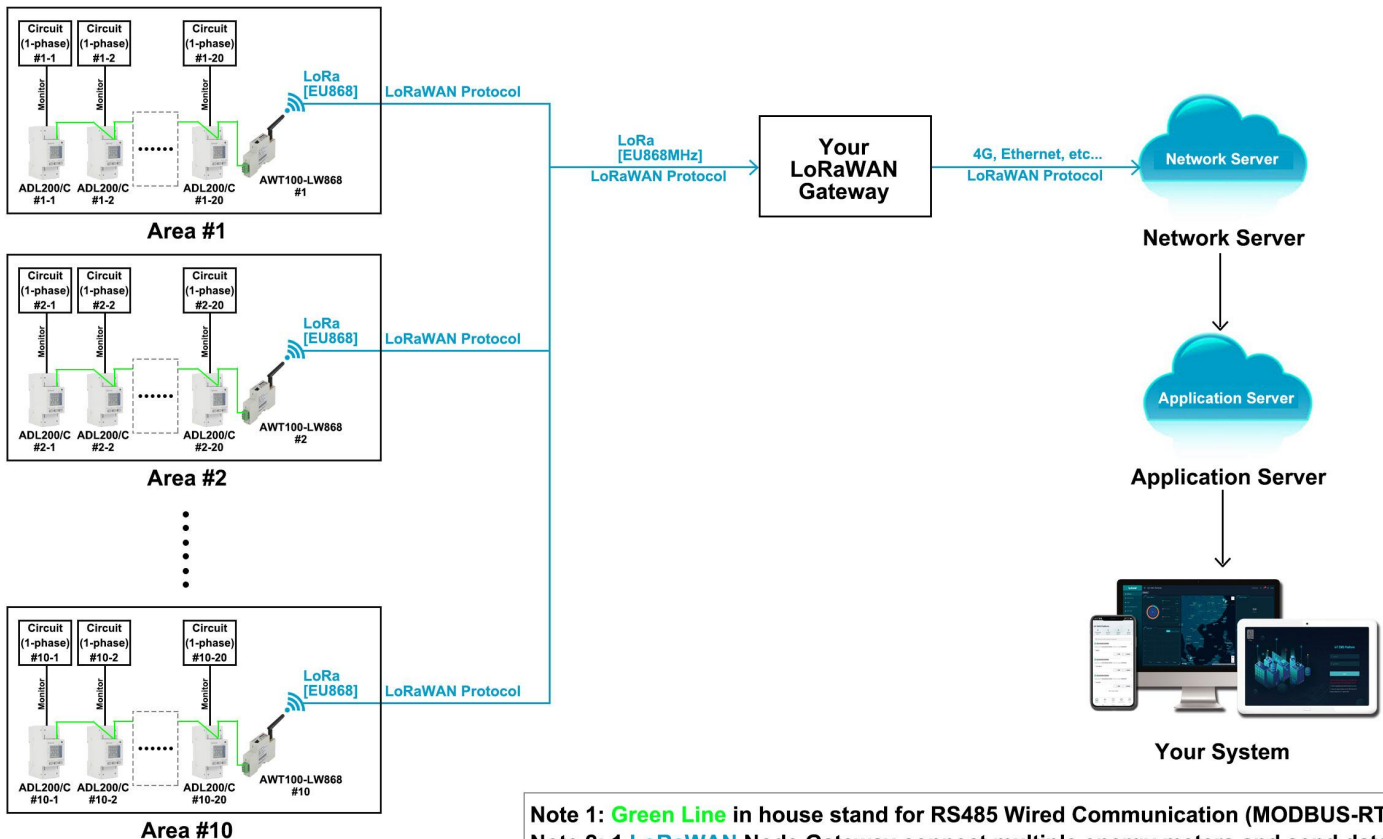 Circuit
(1-phase)
#1-1
Circuit
(1-phase)
#1-2
Circuit
(1-phase)
#1-20
Monitor
Monitor
Monitor
LoRa
[EU868]
LoRaWAN Protocol
ADL200/C
#1-1
ADL200/C
#1-2
......
ADL200/C
#1-20
AWT100-LW868
#1
Area #1
Circuit
(1-phase)
#2-1
Circuit
(1-phase)
#2-2
Circuit
(1-phase)
#2-20
Monitor
Monitor
Monitor
LoRa
[EU868]
LoRaWAN Protocol
ADL200/C
#2-1
ADL200/C
#2-2
......
ADL200/C
#2-20
AWT100-LW868
#2
Area #2
Circuit
(1-phase)
#10-1
Circuit
(1-phase)
#10-2
Circuit
(1-phase)
#10-20
Monitor
Monitor
Monitor
LoRa
[EU868]
LoRaWAN Protocol
ADL200/C
#10-1
ADL200/C
#10-2
......
ADL200/C
#10-20
AWT100-LW868
#10
Area #10
LoRa
[EU868MHz]
LoRaWAN Protocol
Your
LoRaWAN
Gateway
4G, Ethernet, etc...
LoRaWAN Protocol
Network Server
Network Server
Application Server
Application Server
Your System
Note 1: Green Line in house stand for RS485 Wired Communication (MODBUS-RT